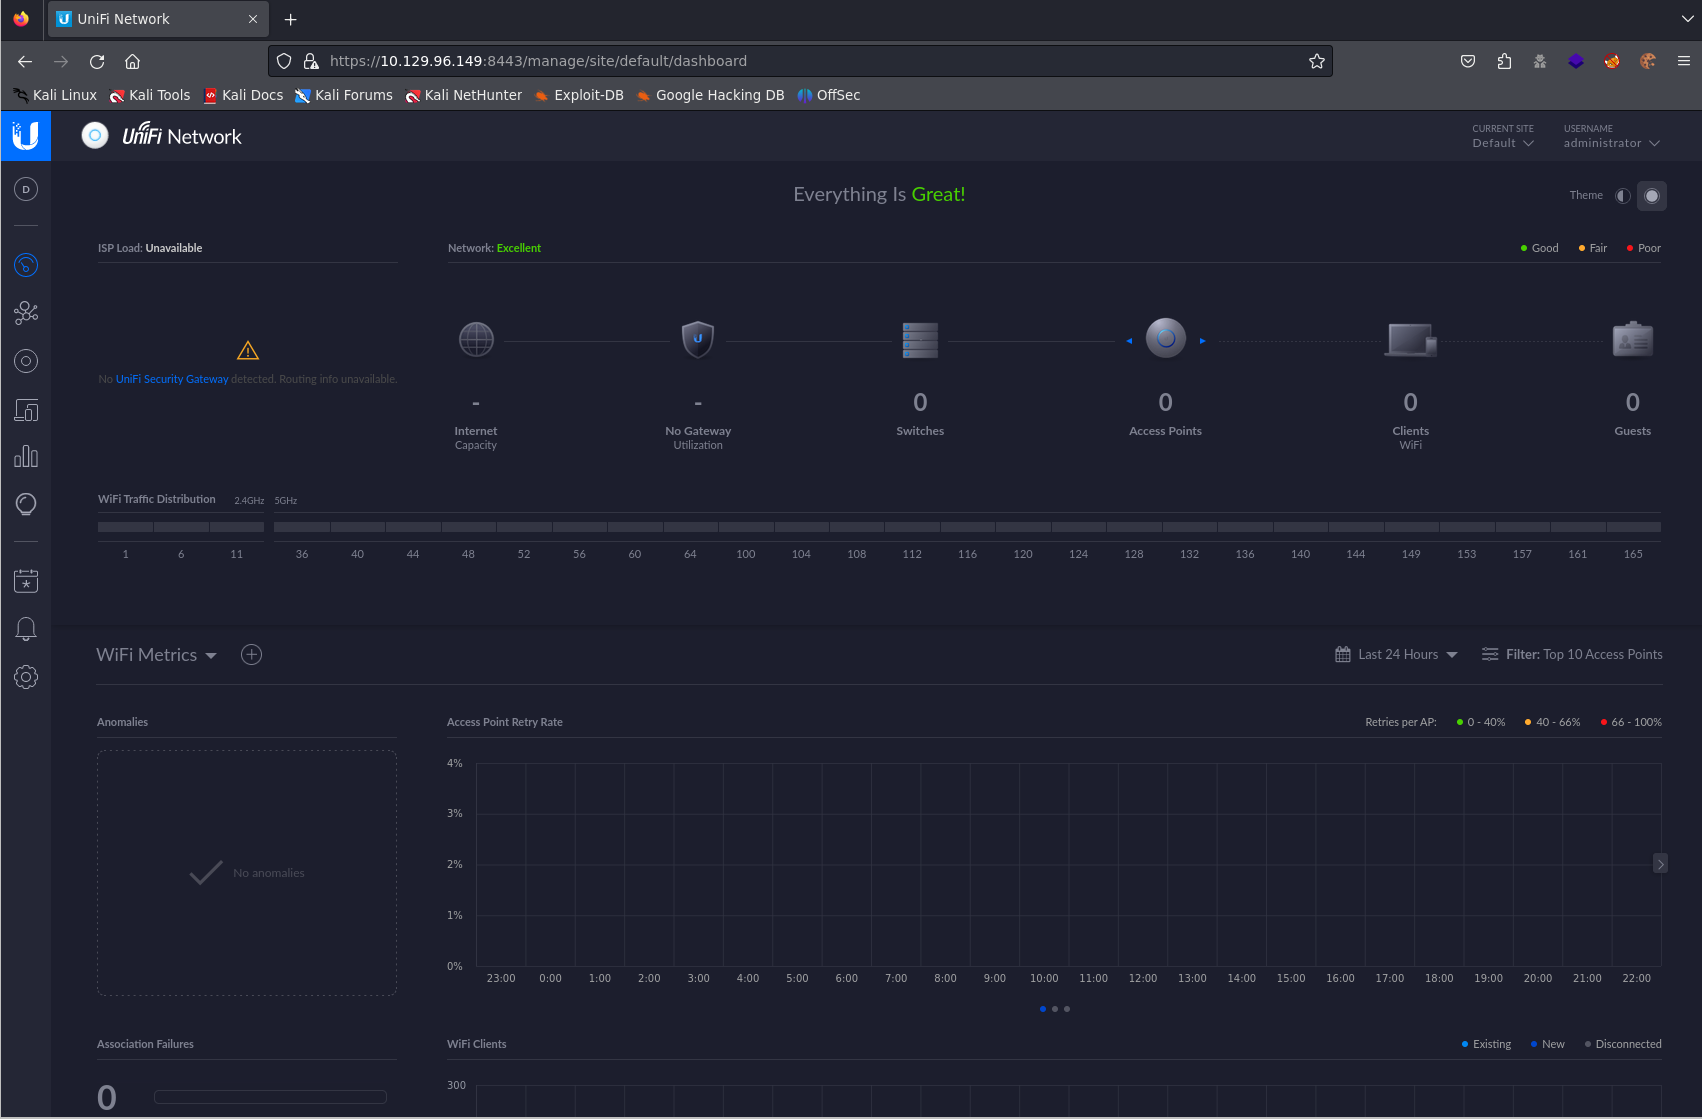 UniFi Network
https://10.129.96.149:8443/manage/site/default/dashboard
Kali Linux Kali Tools Kali Docs Kali Forums Kali NetHunter Exploit-DB Google Hacking DB OffSec
UniFi Network
CURRENT SITE
Default
USERNAME
administrator
D
Everything Is Great!
Theme
ISP Load: Unavailable
Network: Excellent
Good Fair Poor
No UniFi Security Gateway detected. Routing info unavailable.
- - 0 0 0 0
Internet No Gateway Switches Access Points Clients Guests
Capacity Utilization WiFi
WiFi Traffic Distribution 2.4GHz 5GHz
1 6 11 36 40 44 48 52 56 60 64 100 104 108 112 116 120 124 128 132 136 140 144 149 153 157 161 165
WiFi Metrics
Last 24 Hours Filter: Top 10 Access Points
Anomalies
No anomalies
Access Point Retry Rate
Retries per AP: 0 - 40% 40 - 66% 66 - 100%
4%
3%
2%
1%
0%
23:00 0:00 1:00 2:00 3:00 4:00 5:00 6:00 7:00 8:00 9:00 10:00 11:00 12:00 13:00 14:00 15:00 16:00 17:00 18:00 19:00 20:00 21:00 22:00
Association Failures
0
WiFi Clients
Existing New Disconnected
300